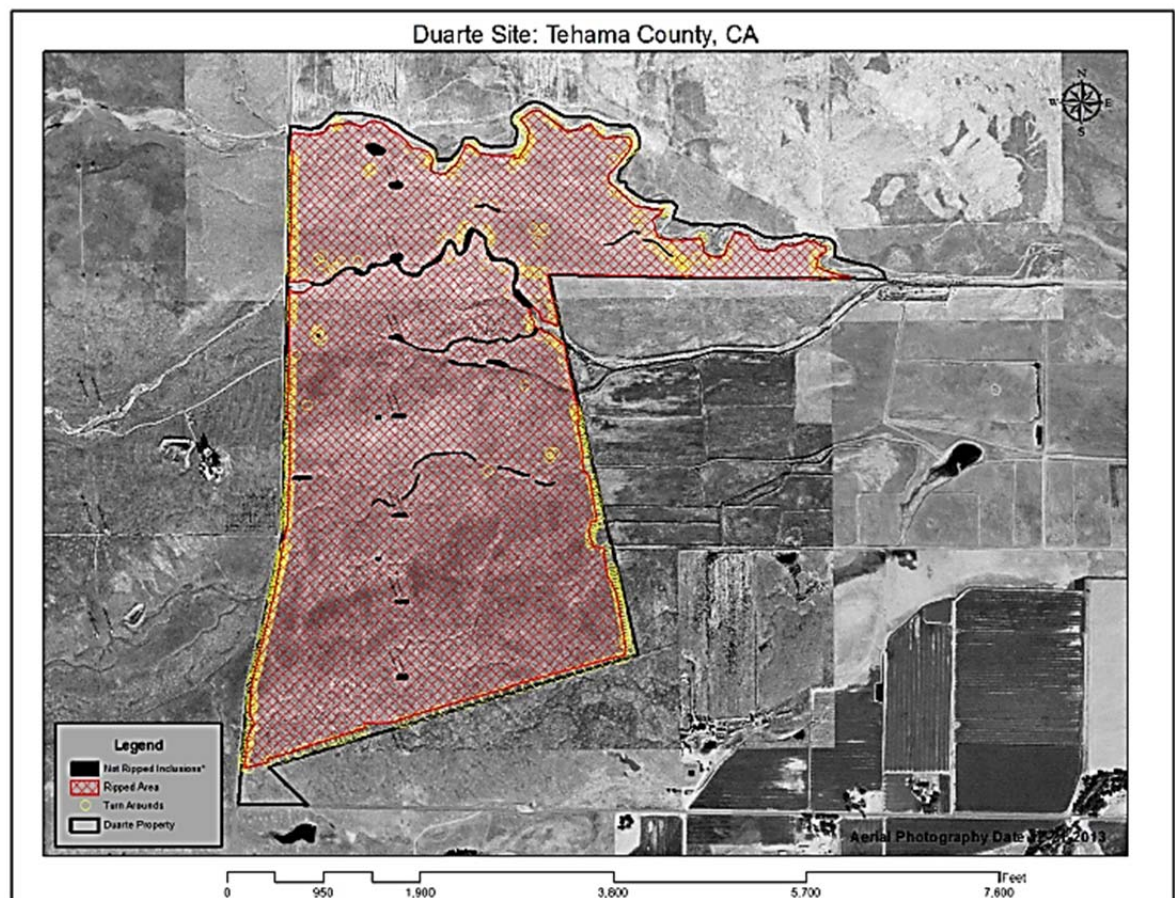 Duarte Site: Tehama County, CA
N
W E
S
Legend
Not Ripped Inclusions*
Ripped Area
Turn Arounds
Duarte Property
Aerial Photography Date 2013
0 950 1,900 3,800 5,700 7,600 Feet